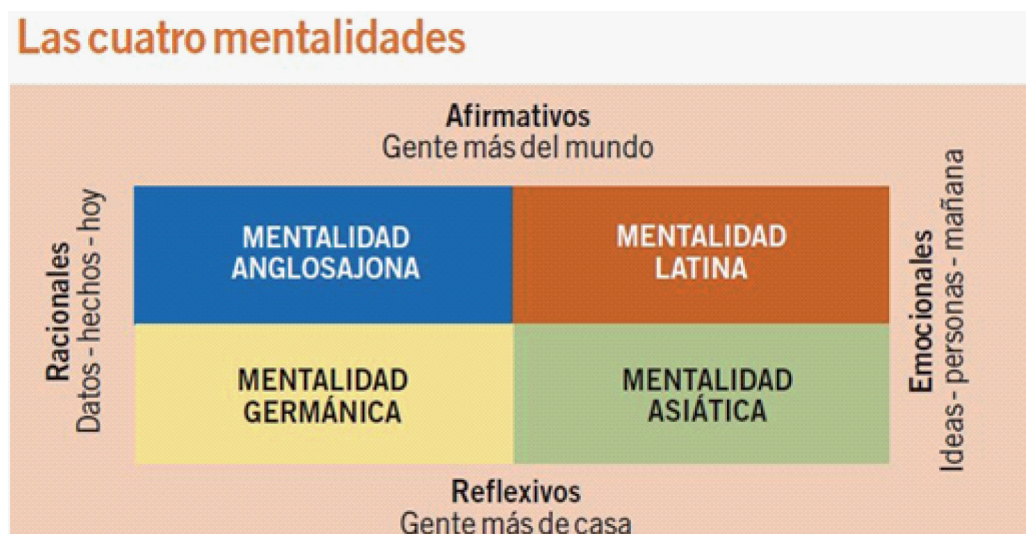 Las cuatro mentalidades
Afirmativos
Gente más del mundo
Racionales
Datos - hechos - hoy
MENTALIDAD
ANGLOSAJONA
MENTALIDAD
LATINA
MENTALIDAD
GERMÁNICA
MENTALIDAD
ASIÁTICA
Emocionales
Ideas - personas - mañana
Reflexivos
Gente más de casa